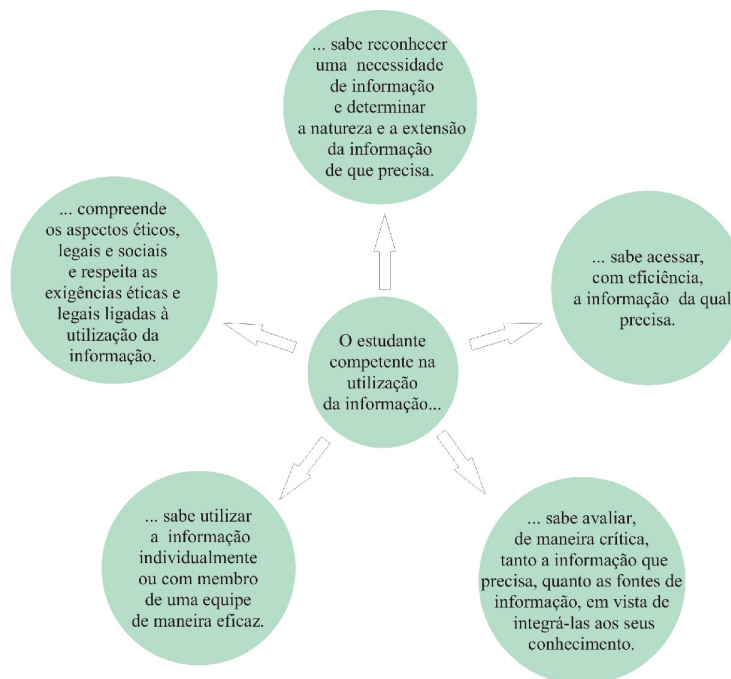 ... sabe reconhecer
uma necessidade
de informação
e determinar
a natureza e a extensão
da informação
de que precisa.
... compreende
os aspectos éticos,
legais e sociais
e respeita as
exigências éticas e
legais ligadas à
utilização da
informação.
... sabe acessar,
com eficiência,
a informação da qual
precisa.
O estudante
competente na
utilização
da informação...
... sabe utilizar
a informação
individualmente
ou com membro
de uma equipe
de maneira eficaz.
... sabe avaliar,
de maneira crítica,
tanto a informação que
precisa, quanto as fontes de
informação, em vista de
integrá-las aos seus
conhecimento.